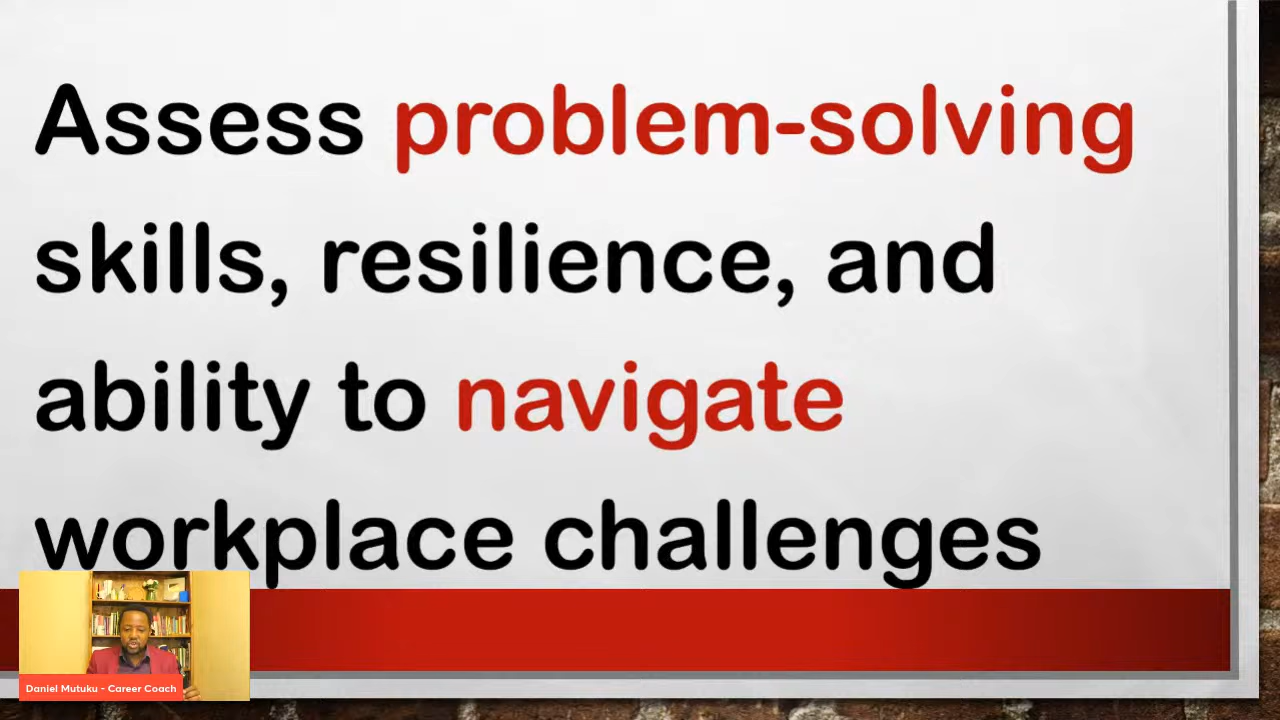 Assess problem-solving
skills, resilience, and
ability to navigate
workplace challenges
Daniel Mutuku - Career Coach